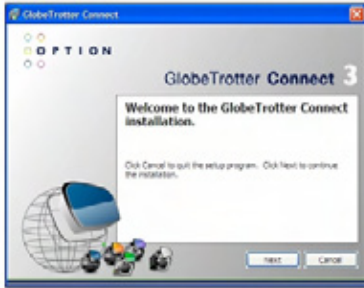 GlobeTrotter Connect
OPTION
GlobeTrotter Connect 3
Welcome to the GlobeTrotter Connect
installation.
Click Cancel to quit the setup program. Click Next to continue
the installation.
Next
Cancel